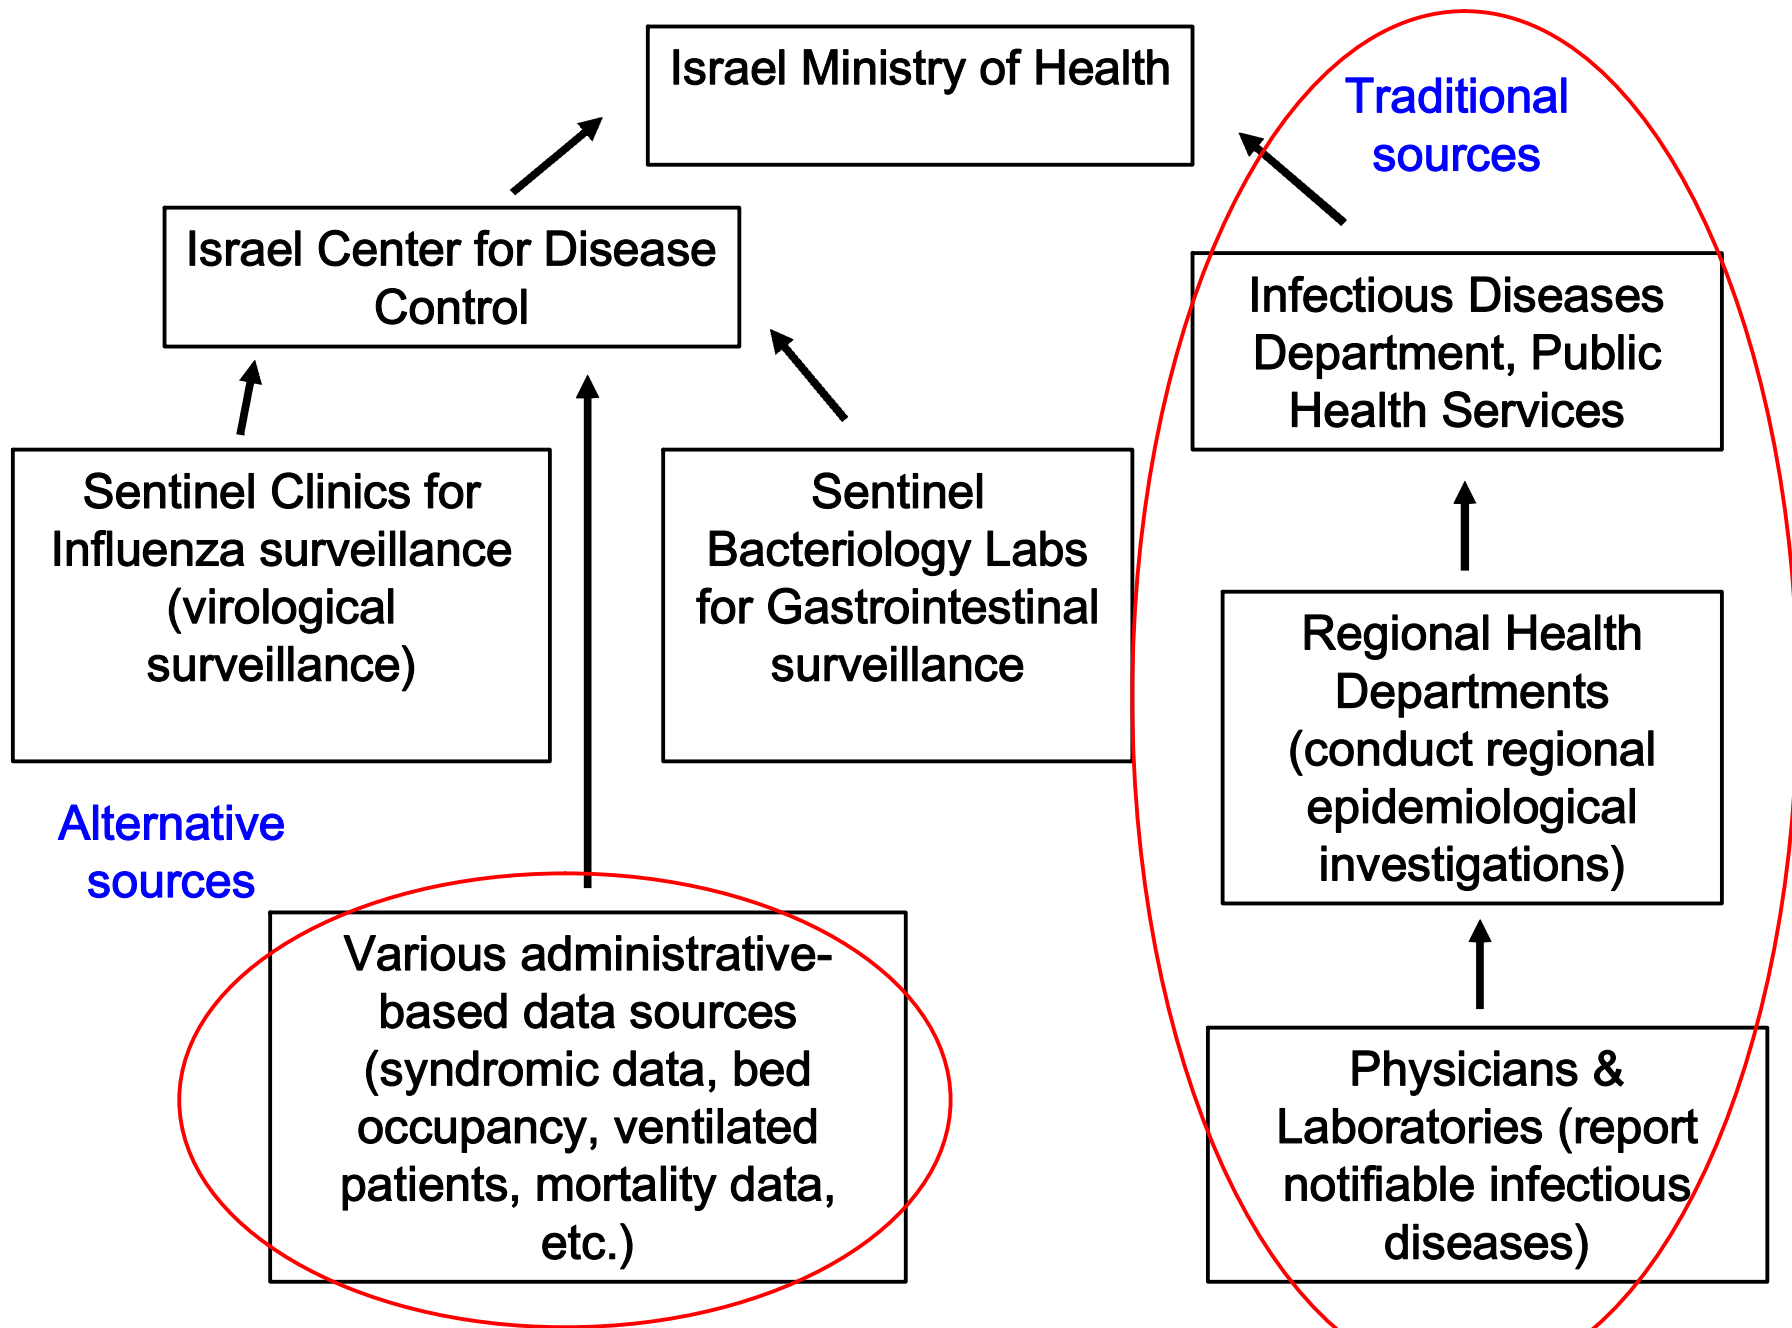 Israel Ministry of Health
Traditional
sources
Israel Center for Disease
Control
Infectious Diseases
Department, Public
Health Services
Sentinel Clinics for
Influenza surveillance
(virological
surveillance)
Sentinel
Bacteriology Labs
for Gastrointestinal
surveillance
Regional Health
Departments
(conduct regional
epidemiological
investigations)
Alternative
sources
Various administrative-
based data sources
(syndromic data, bed
occupancy, ventilated
patients, mortality data,
etc.)
Physicians &
Laboratories (report
notifiable infectious
diseases)